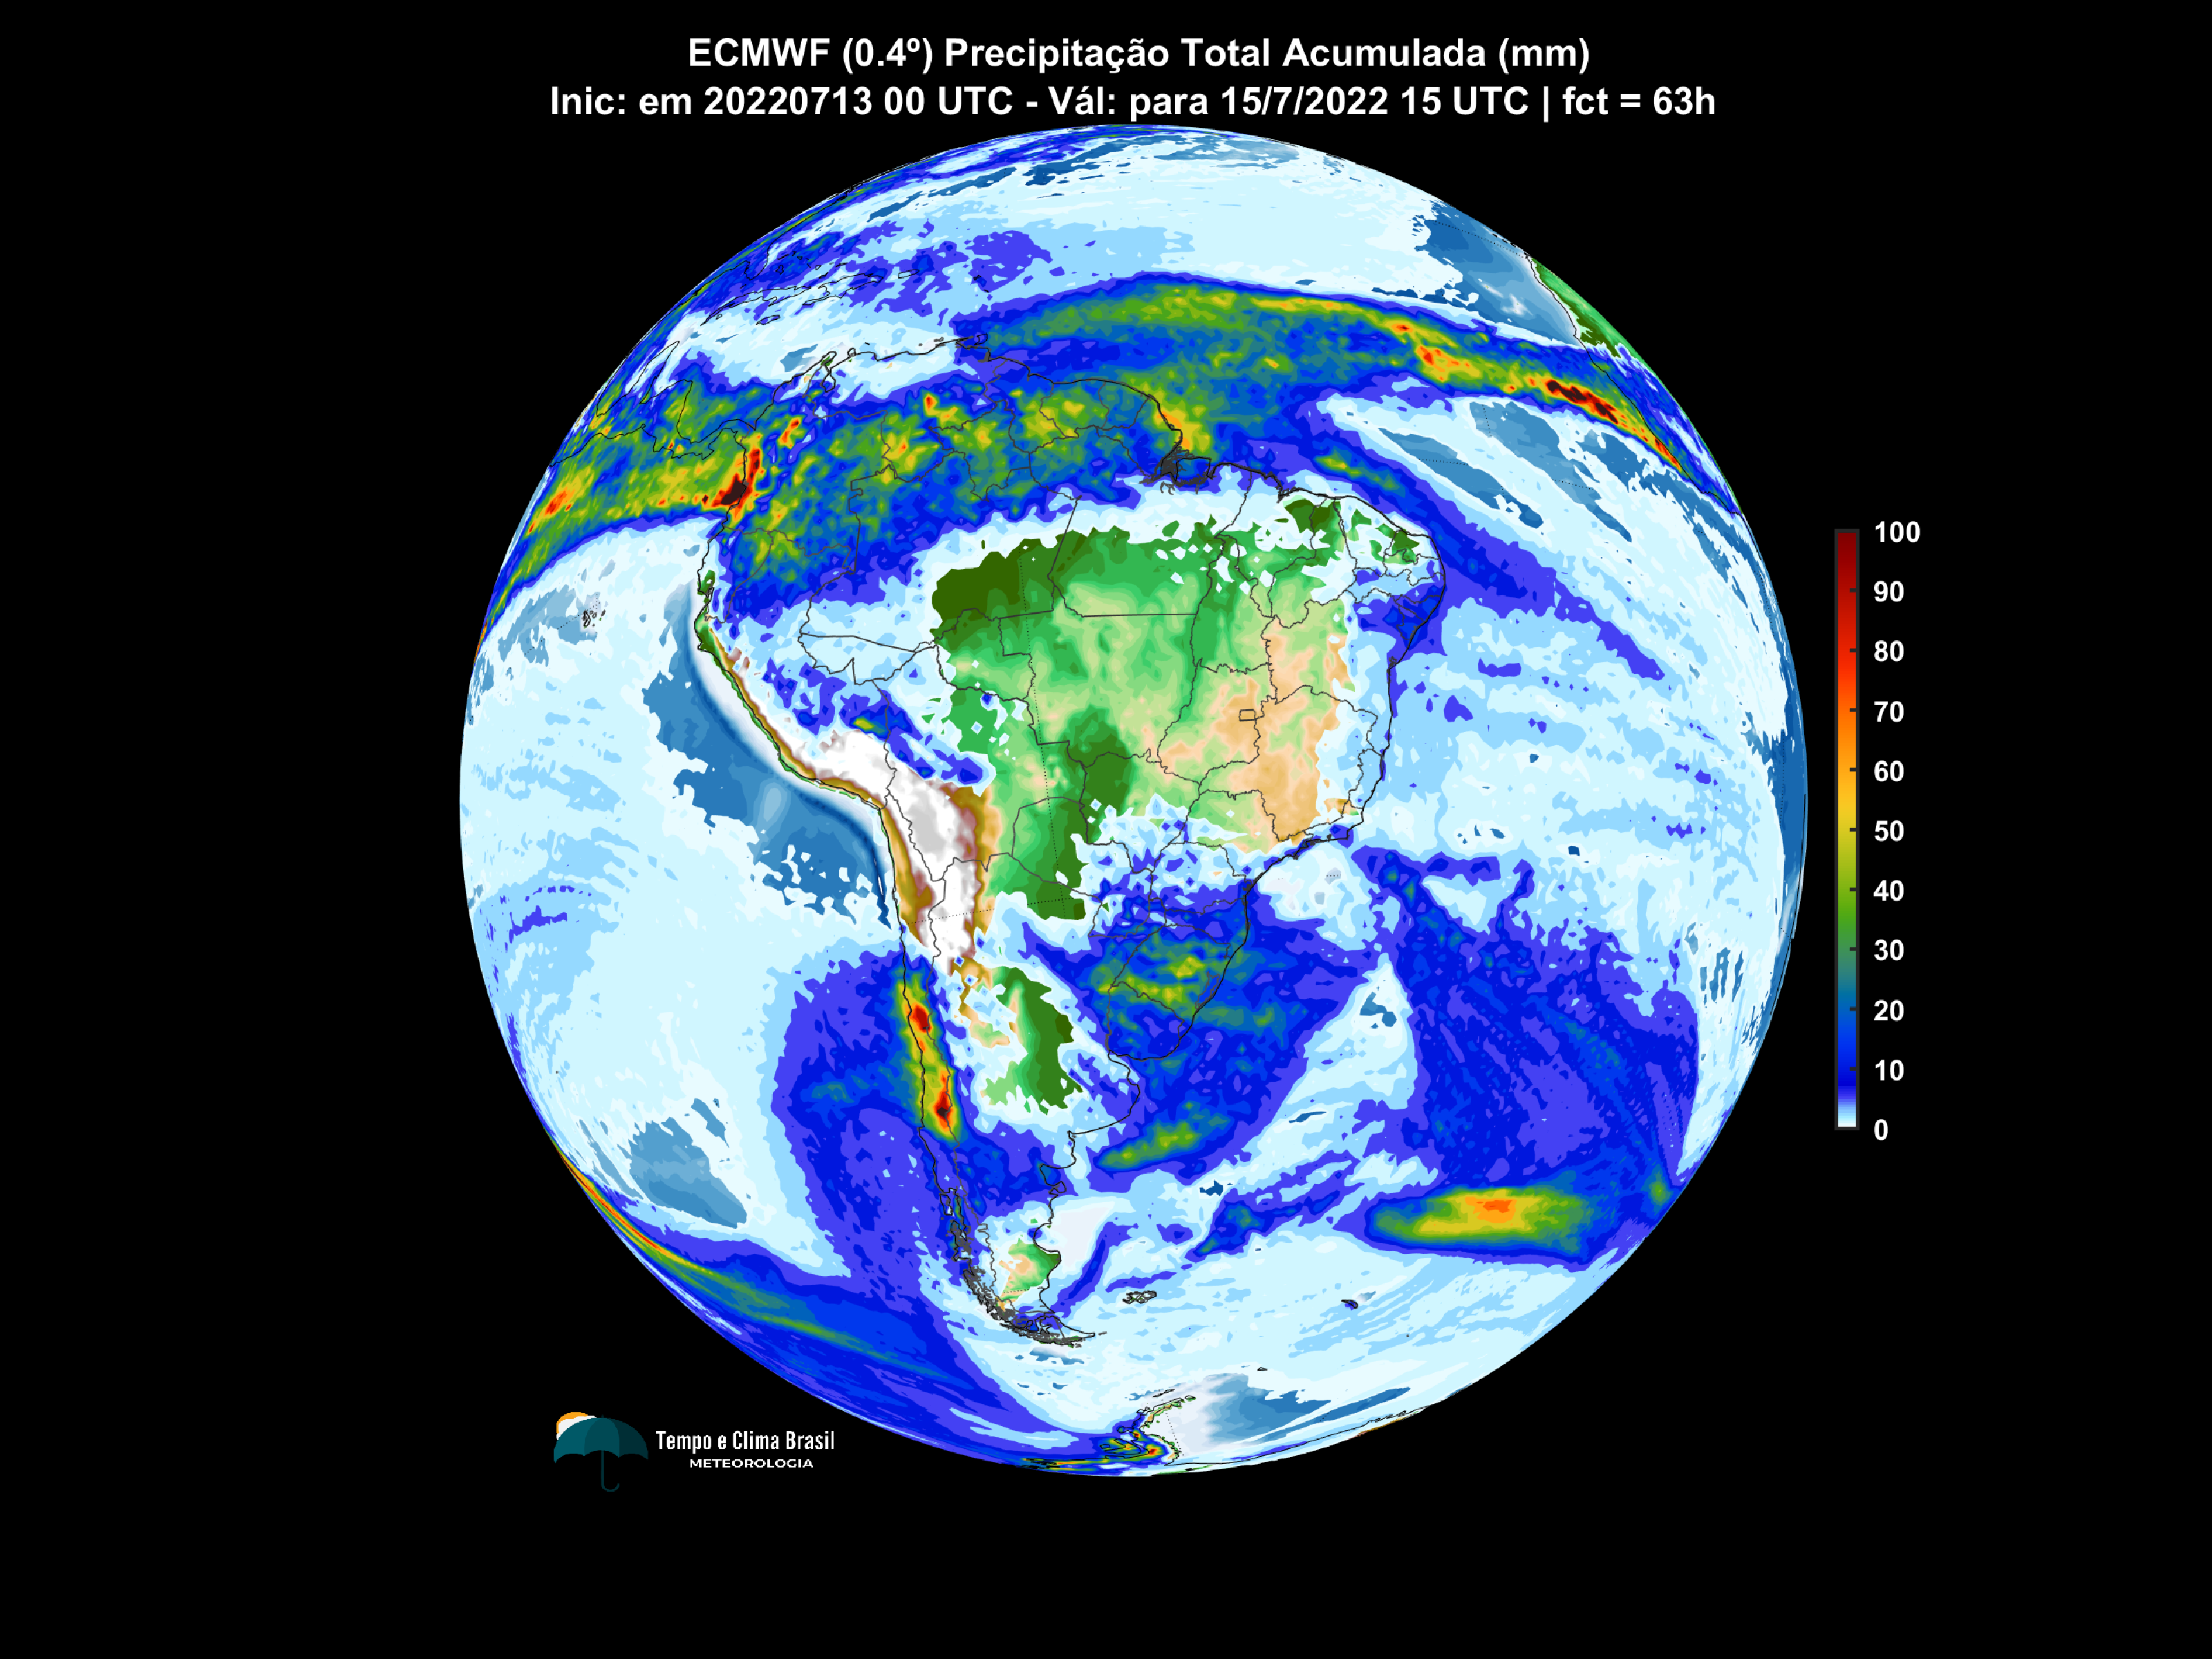 ECMWF (0.4º) Precipitação Total Acumulada (mm)
Inic: em 20220713 00 UTC - Vál: para 15/7/2022 15 UTC | fct = 63h
100
90
80
70
60
50
40
30
20
10
0
Tempo e Clima Brasil
METEOROLOGIA